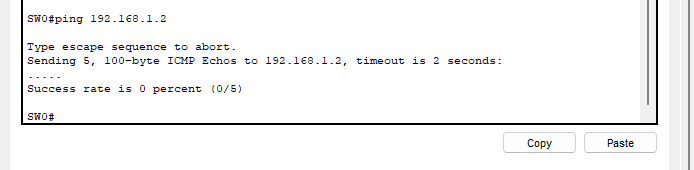 SW0#ping 192.168.1.2
Type escape sequence to abort.
Sending 5, 100-byte ICMP Echos to 192.168.1.2, timeout is 2 seconds:
.....
Success rate is 0 percent (0/5)
SW0#
Copy Paste